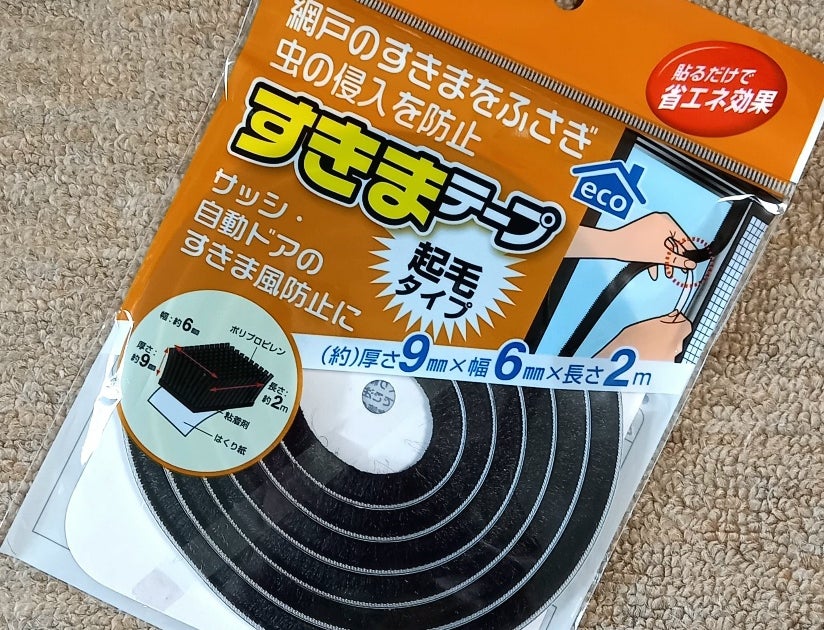 網戸のすきまをふさぎ
虫の侵入を防止
貼るだけで
省エネ効果
すきまテープ
eco
サッシ・
自動ドアの
すきま風防止に
起毛
タイプ
(約)厚さ9mm×幅6mm×長さ2m
幅:約6mm
ポリプロピレン
厚さ:
約9mm
長さ:
約2m
粘着剤
はくり紙